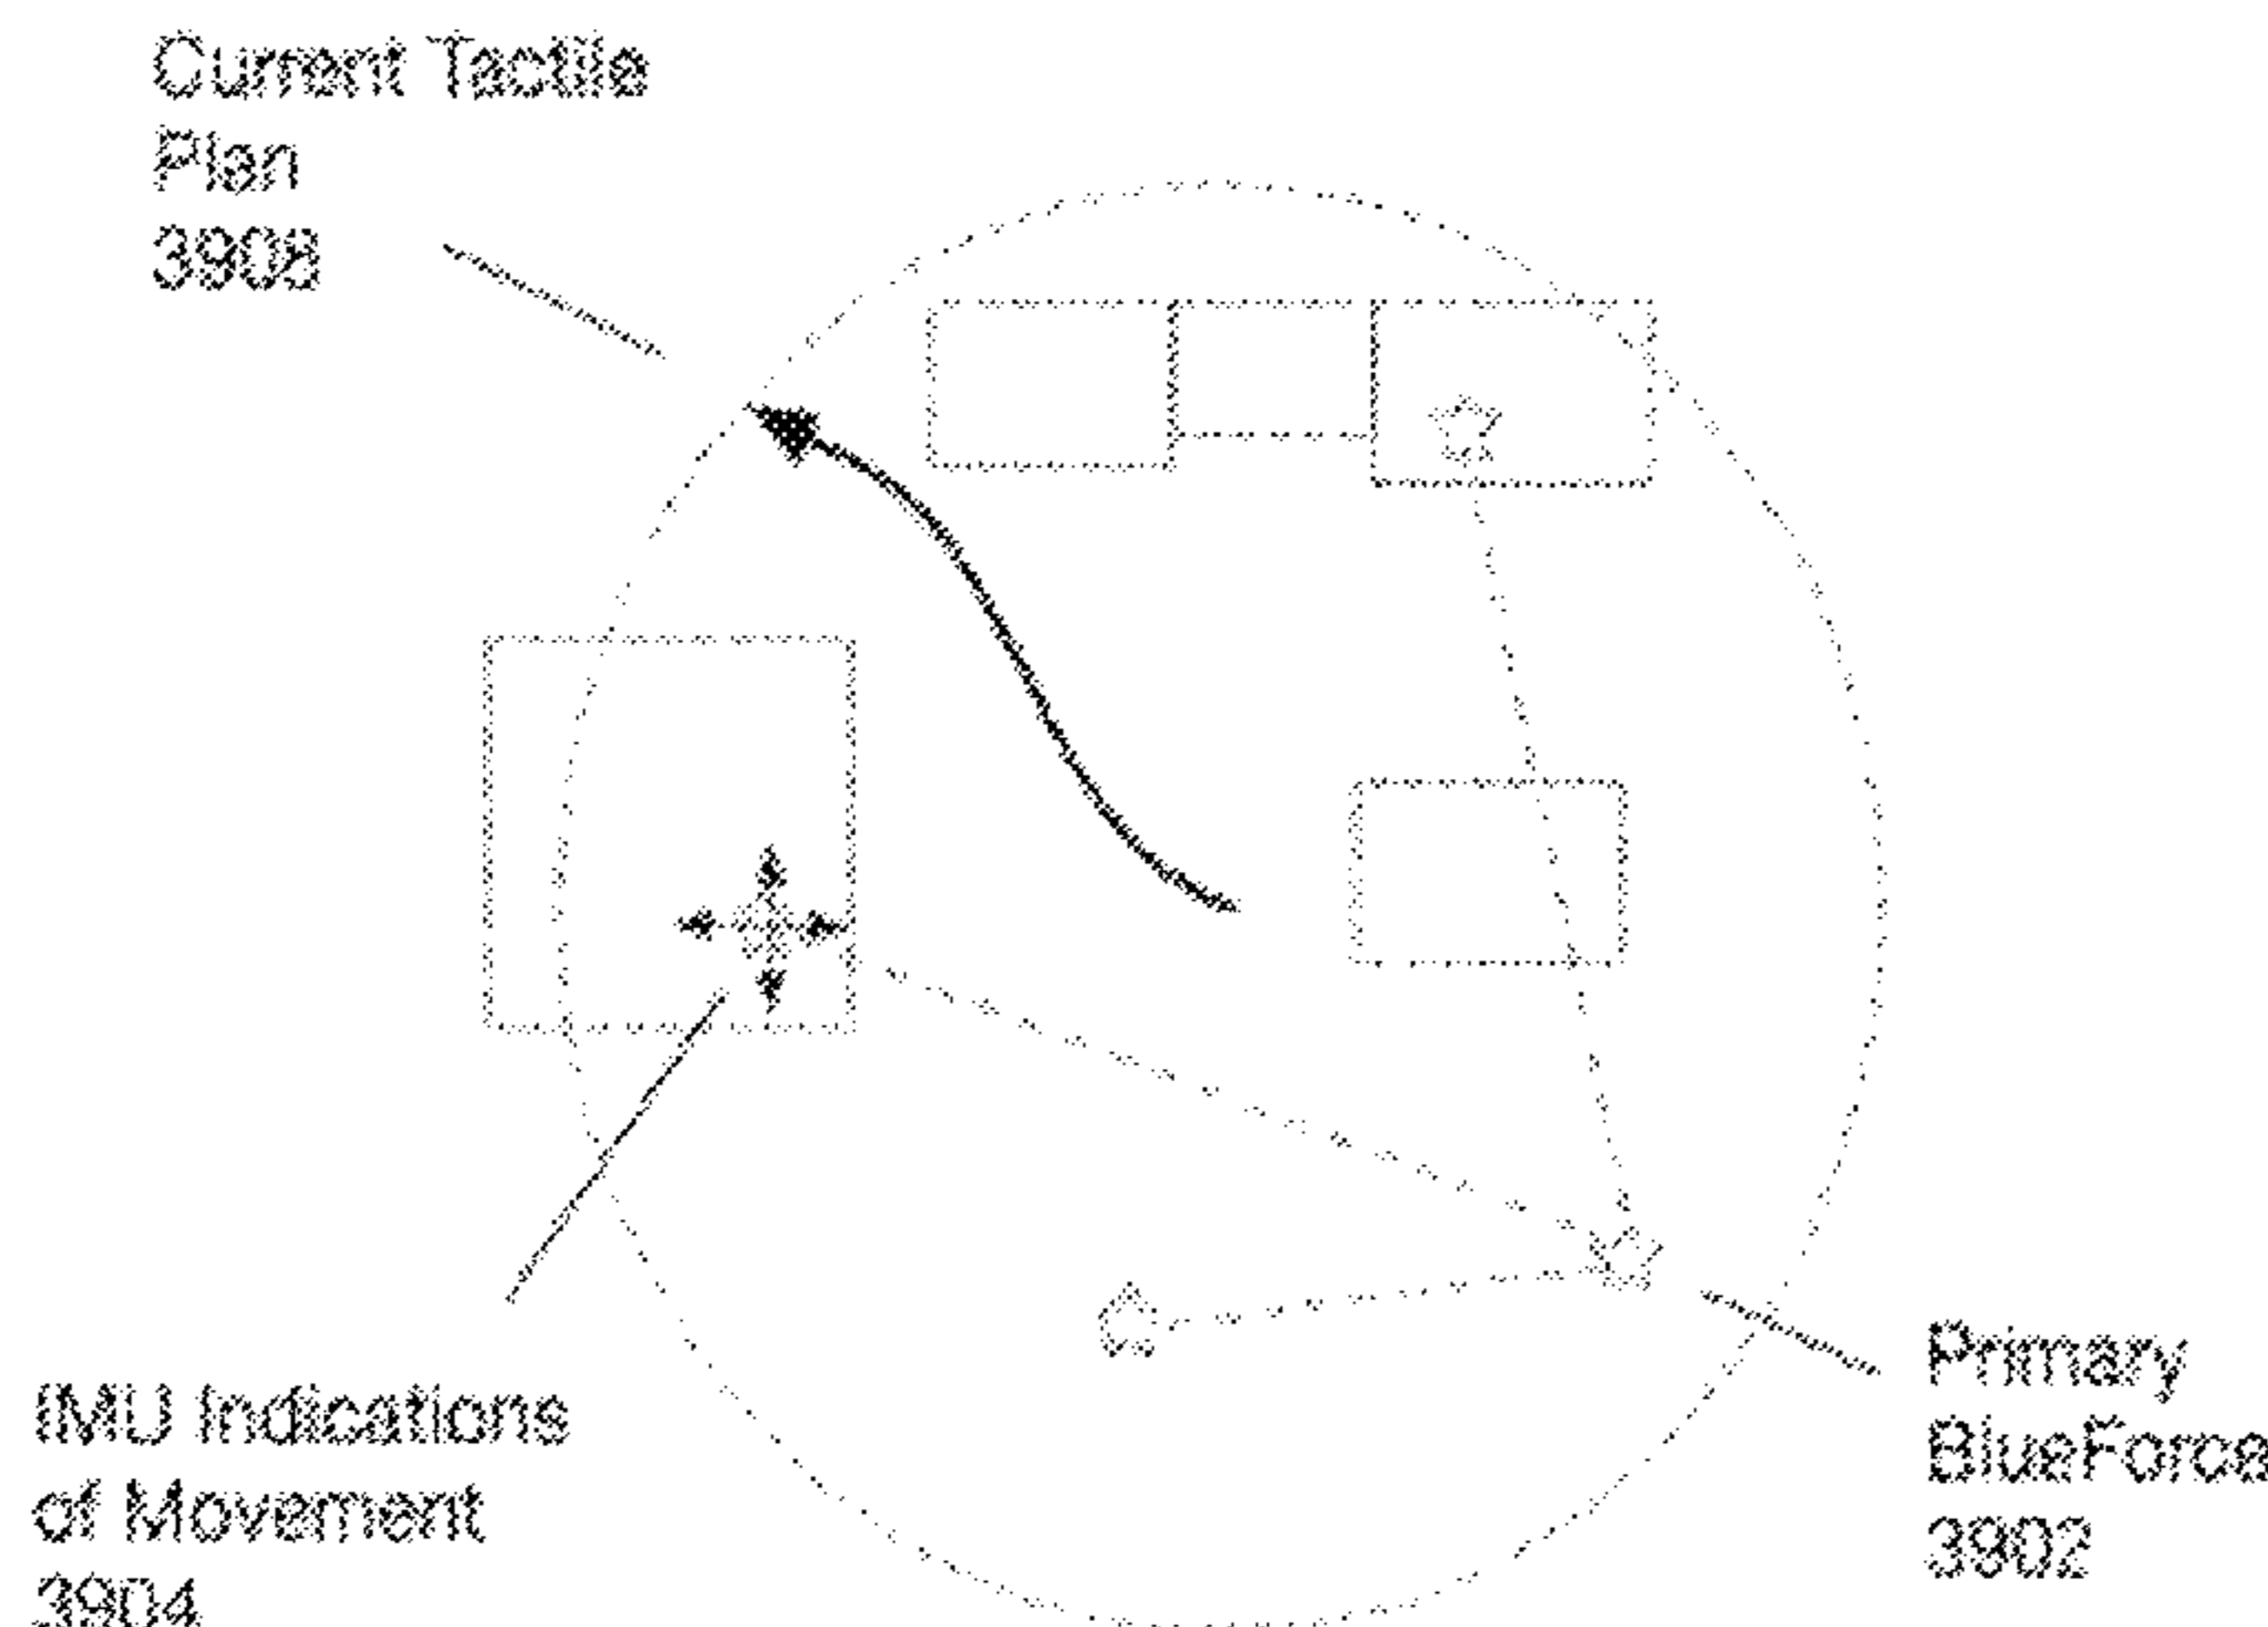 Current Tactile
Plan
3908
IMU Indications
of Movement
3904
Primary
BlueForce
3902